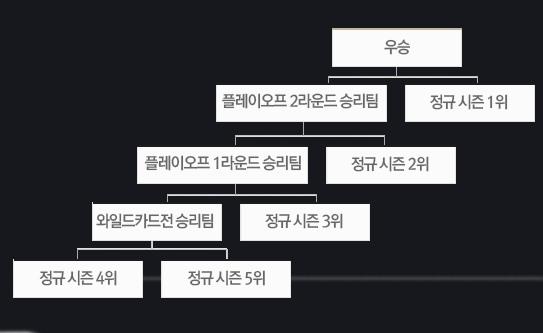 우승
플레이오프 2라운드 승리팀
정규 시즌 1위
플레이오프 1라운드 승리팀
정규 시즌 2위
와일드카드전 승리팀
정규 시즌 3위
정규 시즌 4위
정규 시즌 5위